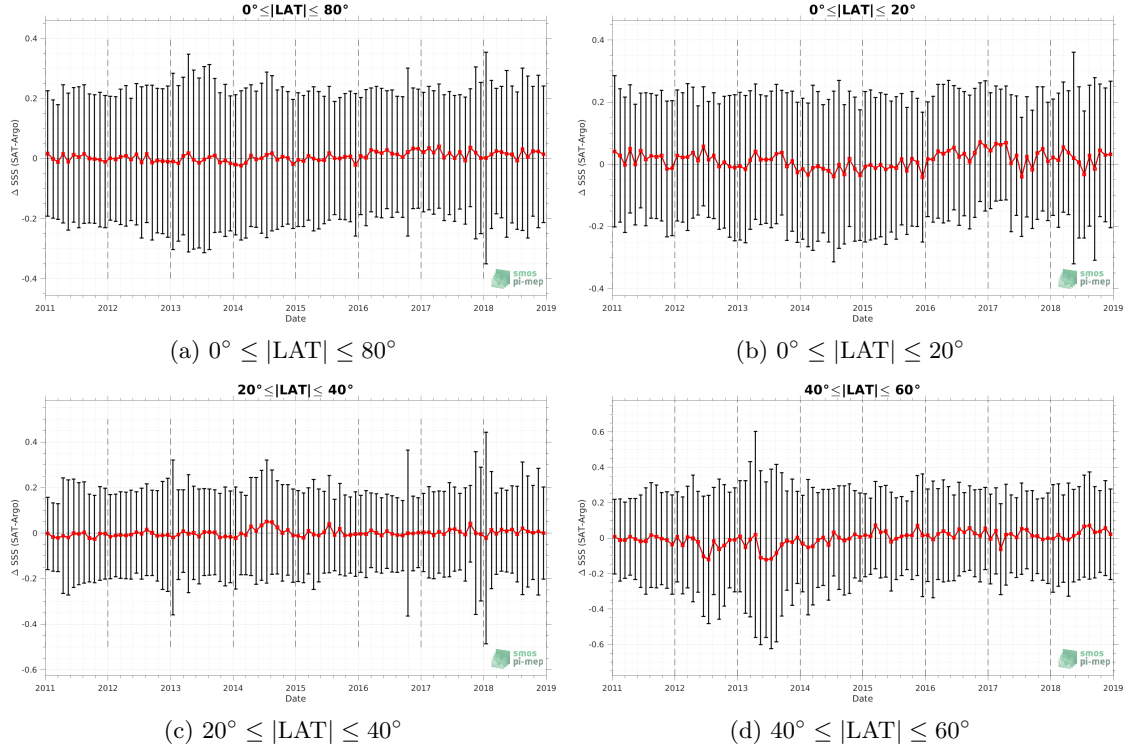 0°≤|LAT|≤ 80°
Δ SSS (SAT-Argo)
0.4
0.2
0
-0.2
-0.4
2011 2012 2013 2014 2015 2016 2017 2018 2019
Date
smos
pi-mep
(a) 0° ≤ |LAT| ≤ 80°
0°≤|LAT|≤ 20°
Δ SSS (SAT-Argo)
0.4
0.2
0
-0.2
-0.4
2011 2012 2013 2014 2015 2016 2017 2018 2019
Date
smos
pi-mep
(b) 0° ≤ |LAT| ≤ 20°
20°≤|LAT|≤ 40°
Δ SSS (SAT-Argo)
0.4
0.2
0
-0.2
-0.4
-0.6
2011 2012 2013 2014 2015 2016 2017 2018 2019
Date
smos
pi-mep
(c) 20° ≤ |LAT| ≤ 40°
40°≤|LAT|≤ 60°
Δ SSS (SAT-Argo)
0.6
0.4
0.2
0
-0.2
-0.4
-0.6
2011 2012 2013 2014 2015 2016 2017 2018 2019
Date
smos
pi-mep
(d) 40° ≤ |LAT| ≤ 60°